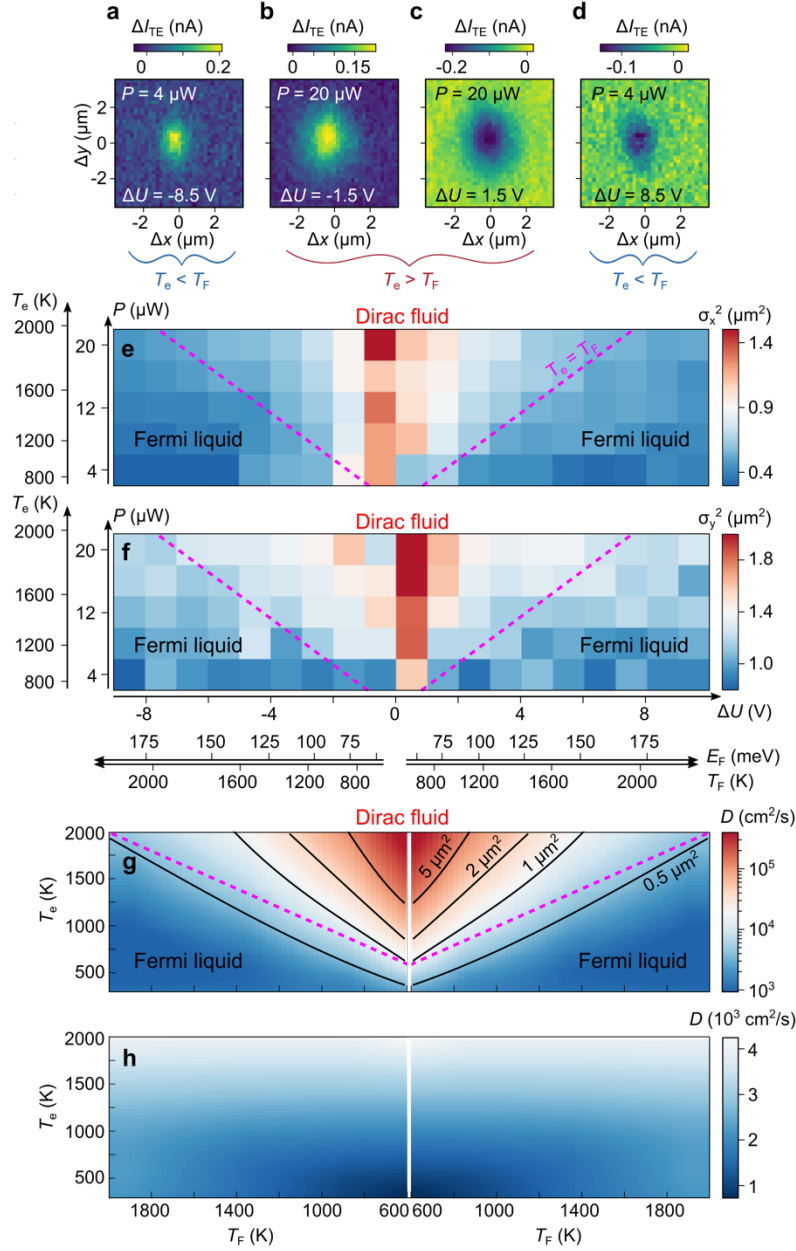 a b c d
ΔI_TE (nA) ΔI_TE (nA) ΔI_TE (nA) ΔI_TE (nA)
0 0.2 0 0.15 -0.2 0 -0.1 0
P = 4 µW P = 20 µW P = 20 µW P = 4 µW
Δy (µm)
2
0
-2
ΔU = -8.5 V ΔU = -1.5 V ΔU = 1.5 V ΔU = 8.5 V
-2 0 2 -2 0 2 -2 0 2 -2 0 2
Δx (µm) Δx (µm) Δx (µm) Δx (µm)
T_e < T_F T_e > T_F T_e < T_F
T_e (K) P (µW) Dirac fluid σ_x² (µm²)
2000
1600
1200
800
20
12
4
e
T_e = T_F
Fermi liquid Fermi liquid
1.4
0.9
0.4
T_e (K) P (µW) Dirac fluid σ_y² (µm²)
2000
1600
1200
800
20
12
4
f
Fermi liquid Fermi liquid
1.8
1.4
1.0
-8 -4 0 4 8 ΔU (V)
175 150 125 100 75 75 100 125 150 175 E_F (meV)
2000 1600 1200 800 800 1200 1600 2000 T_F (K)
Dirac fluid D (cm²/s)
2000
1500
1000
500
T_e (K)
g
5 µm² 2 µm² 1 µm² 0.5 µm²
Fermi liquid Fermi liquid
10⁵
10⁴
10³
D (10³ cm²/s)
2000
1500
1000
500
T_e (K)
h
4
3
2
1
1800 1400 1000 600 600 1000 1400 1800
T_F (K) T_F (K)